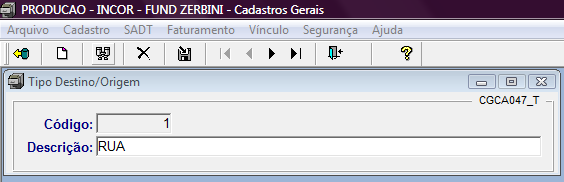 PRODUCAO - INCOR - FUND ZERBINI - Cadastros Gerais
Arquivo Cadastro SADT Faturamento Vínculo Segurança Ajuda
Tipo Destino/Origem
CGCA047_T
Código: 1
Descrição: RUA